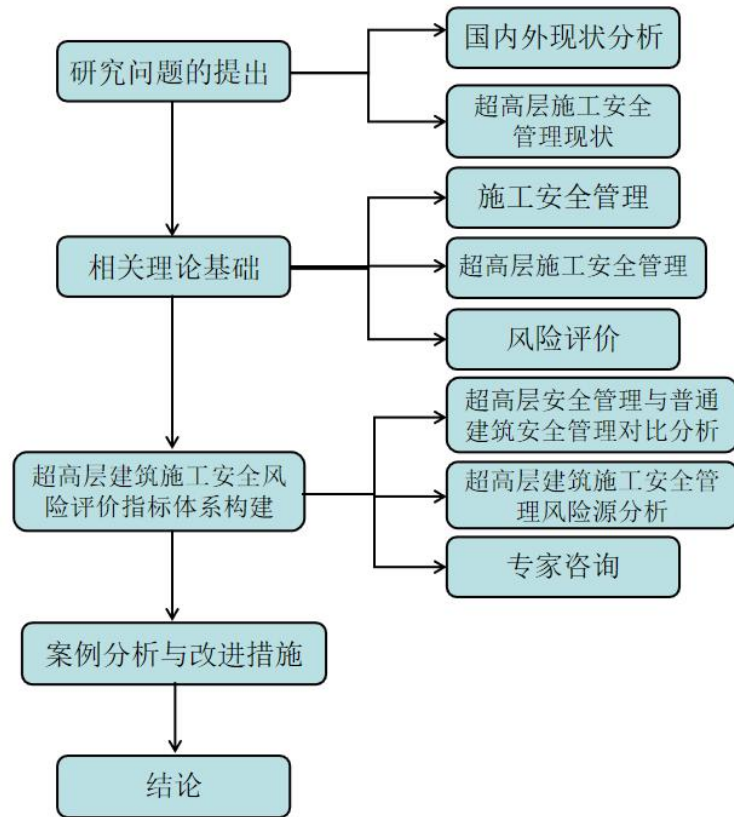 研究问题的提出
国内外现状分析
超高层施工安全
管理现状
相关理论基础
施工安全管理
超高层施工安全管理
风险评价
超高层建筑施工安全风
险评价指标体系构建
超高层安全管理与普通
建筑安全管理对比分析
超高层建筑施工安全管
理风险源分析
专家咨询
案例分析与改进措施
结论